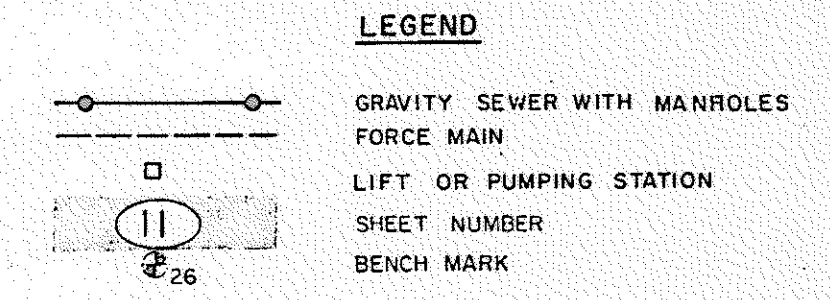 LEGEND
GRAVITY SEWER WITH MANHOLES
FORCE MAIN
LIFT OR PUMPING STATION
11 SHEET NUMBER
26 BENCH MARK